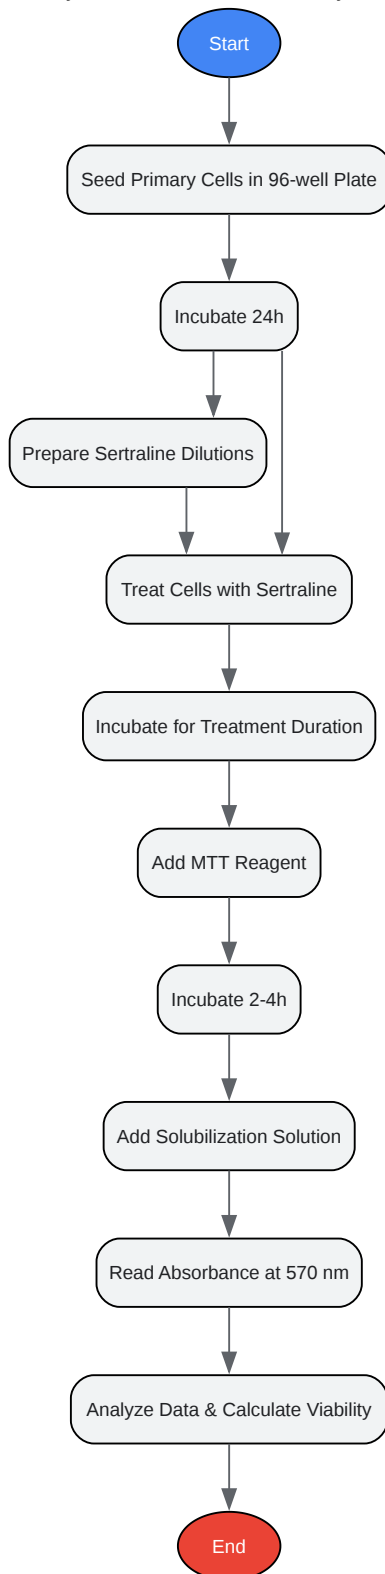 Start
Seed Primary Cells in 96-well Plate
Incubate 24h
Prepare Sertraline Dilutions
Treat Cells with Sertraline
Incubate for Treatment Duration
Add MTT Reagent
Incubate 2-4h
Add Solubilization Solution
Read Absorbance at 570 nm
Analyze Data & Calculate Viability
End